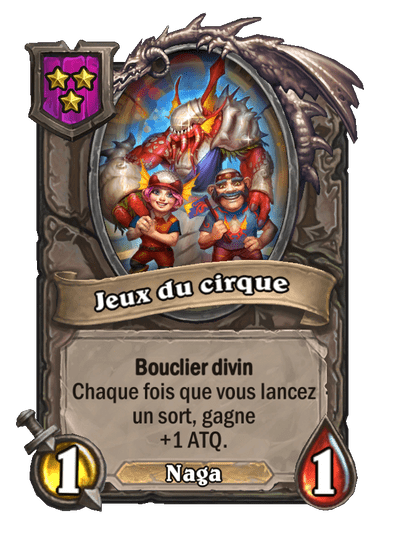 Jeux du cirque
Bouclier divin
Chaque fois que vous lancez
un sort, gagne
+1 ATQ.
1
Naga
1